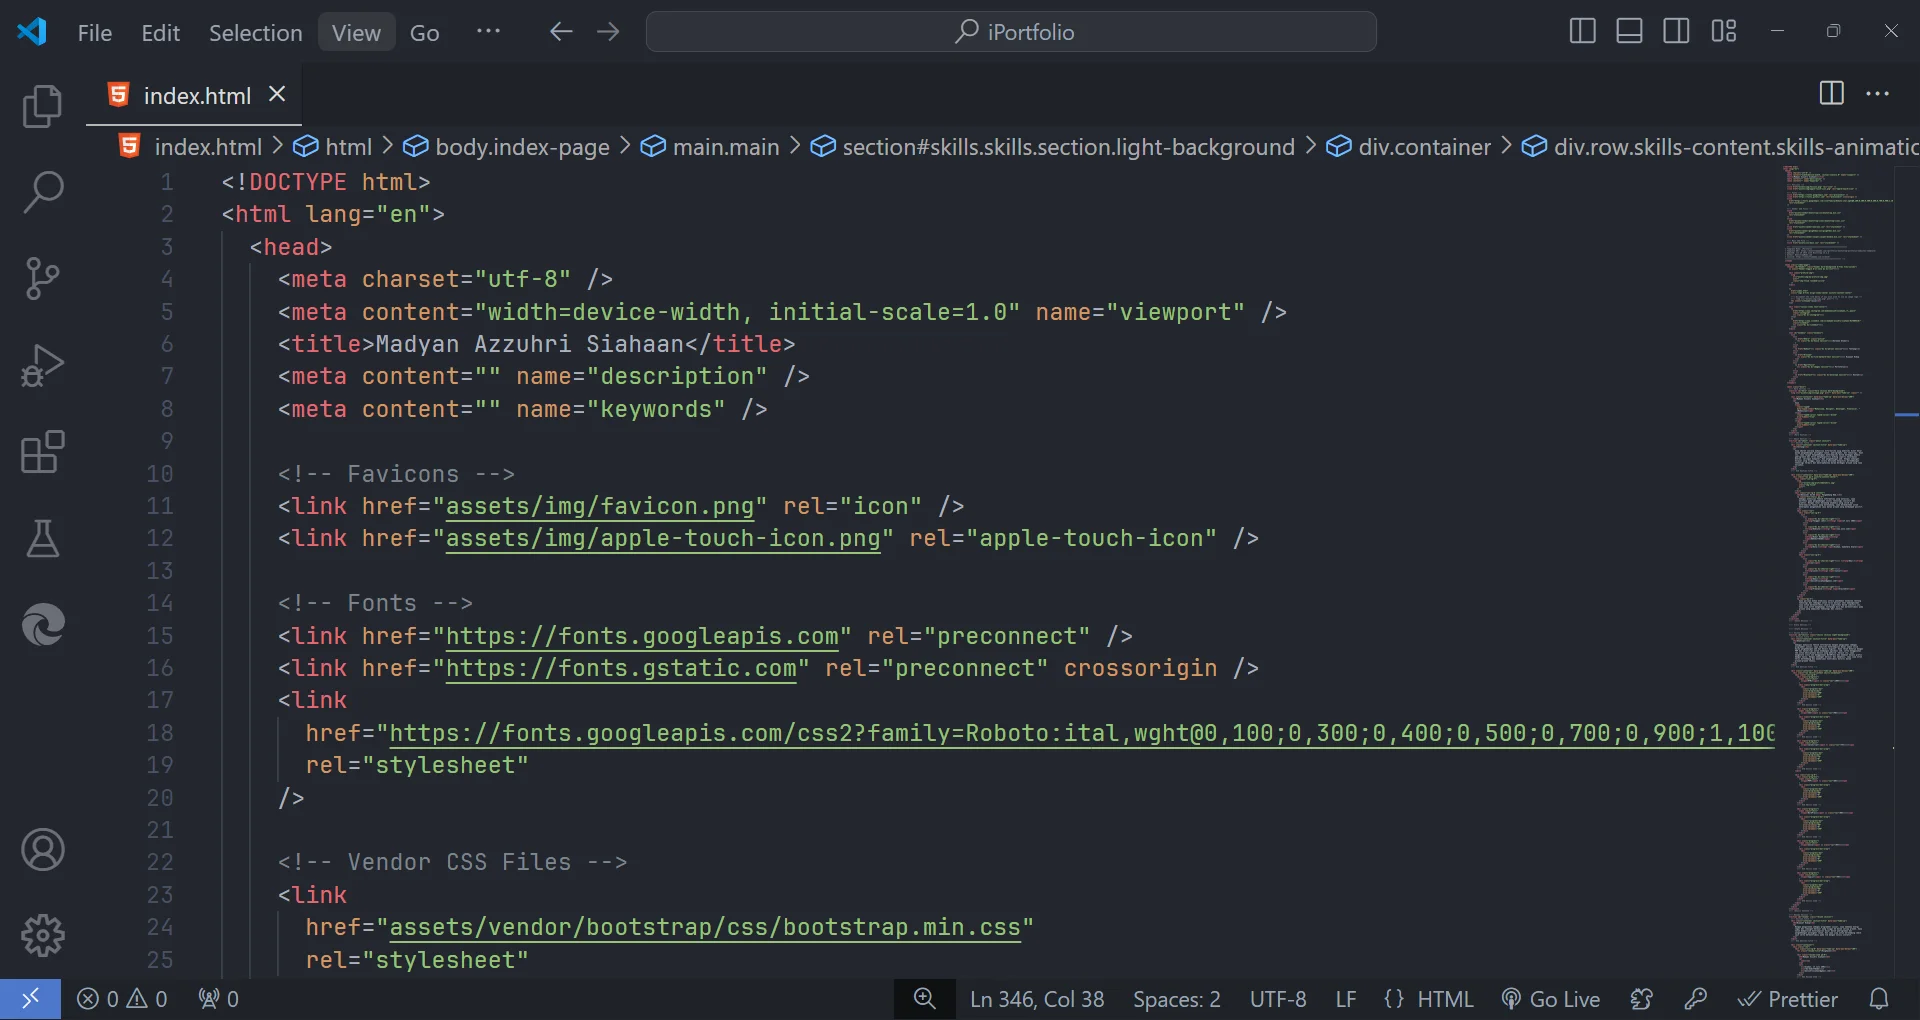 File Edit Selection View Go ··· iPortfolio
index.html
index.html > html > body.index-page > main.main > section#skills.skills.section.light-background > div.container > div.row.skills-content.skills-animatic
1 <!DOCTYPE html>
2 <html lang="en">
3 <head>
4 <meta charset="utf-8" />
5 <meta content="width=device-width, initial-scale=1.0" name="viewport" />
6 <title>Madyan Azzuhri Siahaan</title>
7 <meta content="" name="description" />
8 <meta content="" name="keywords" />
9
10 <!-- Favicons -->
11 <link href="assets/img/favicon.png" rel="icon" />
12 <link href="assets/img/apple-touch-icon.png" rel="apple-touch-icon" />
13
14 <!-- Fonts -->
15 <link href="https://fonts.googleapis.com" rel="preconnect" />
16 <link href="https://fonts.gstatic.com" rel="preconnect" crossorigin />
17 <link
18 href="https://fonts.googleapis.com/css2?family=Roboto:ital,wght@0,100;0,300;0,400;0,500;0,700;0,900;1,100
19 rel="stylesheet"
20 />
21
22 <!-- Vendor CSS Files -->
23 <link
24 href="assets/vendor/bootstrap/css/bootstrap.min.css"
25 rel="stylesheet"
0 0 0 Ln 346, Col 38 Spaces: 2 UTF-8 LF {} HTML Go Live Prettier